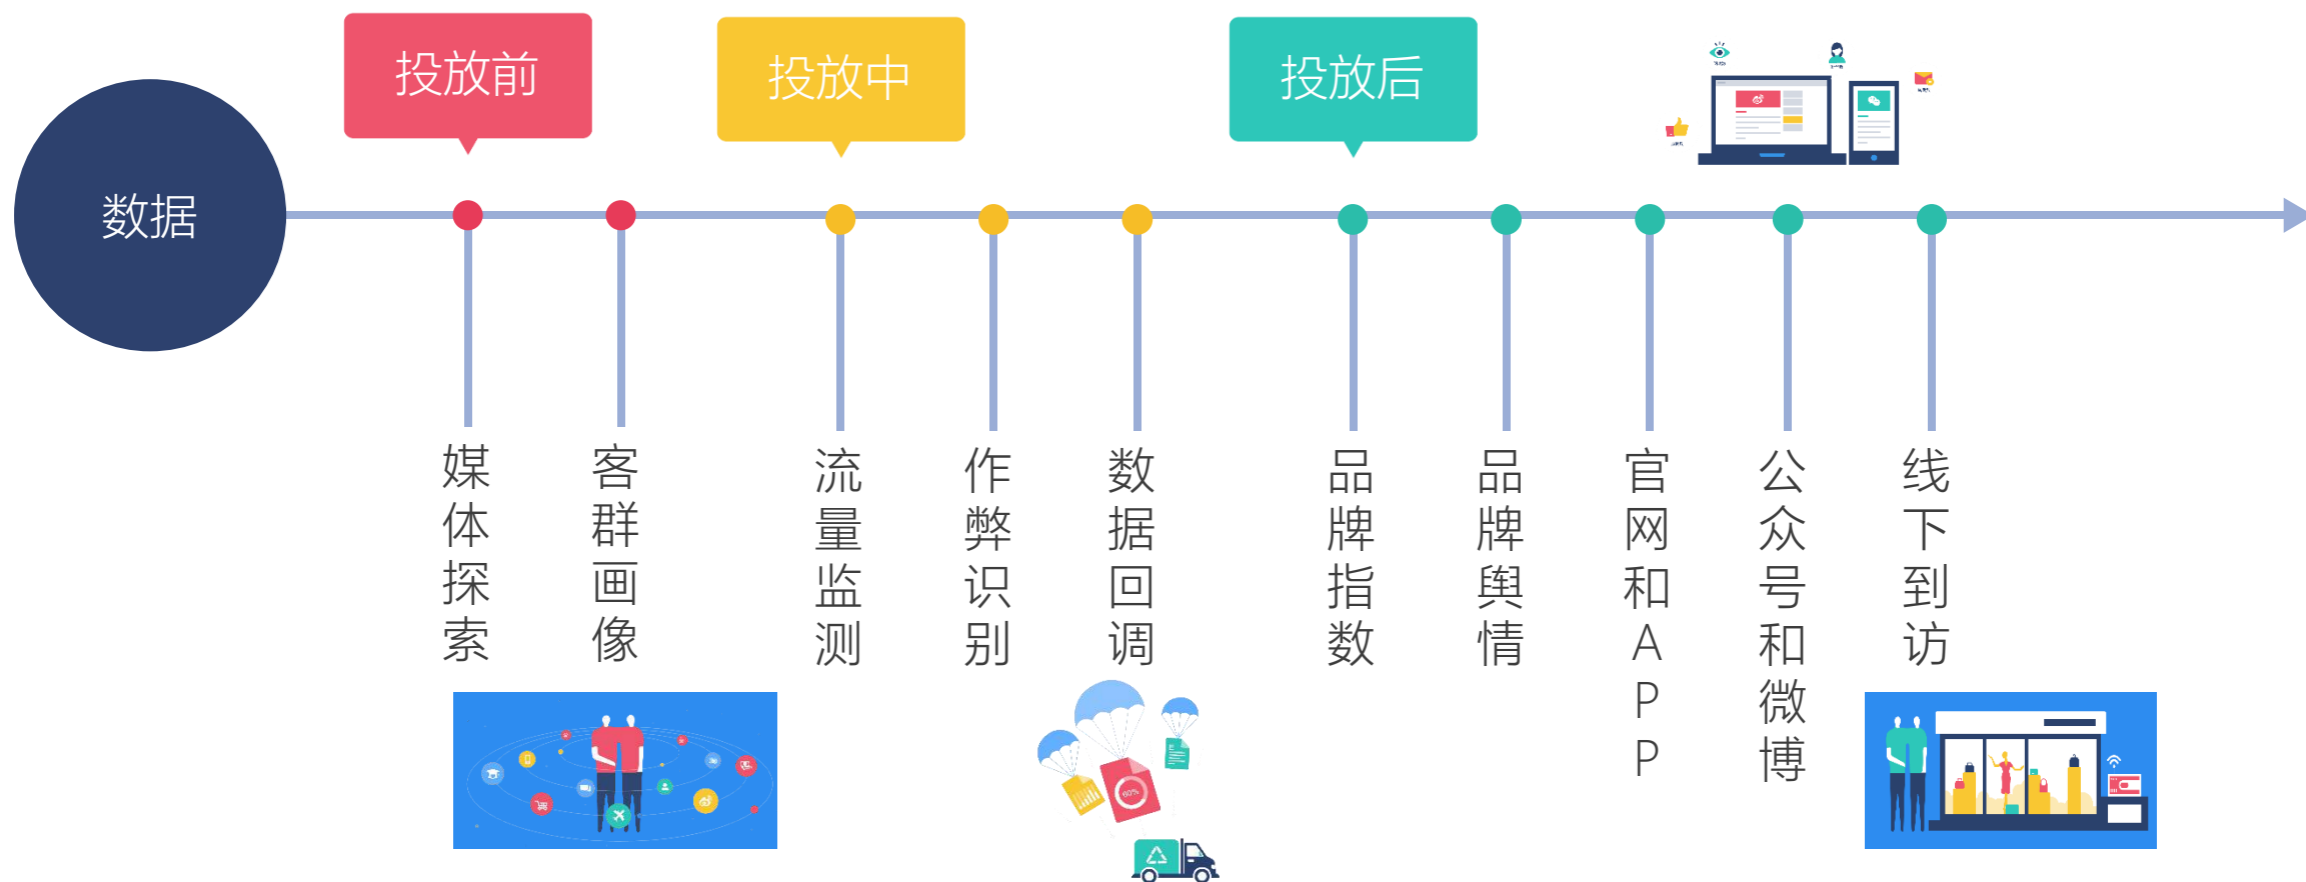 投放前
投放中
投放后
数据
媒体探索
客群画像
流量监测
作弊识别
数据回调
品牌指数
品牌舆情
官网和APP
公众号和微博
线下到访
60%